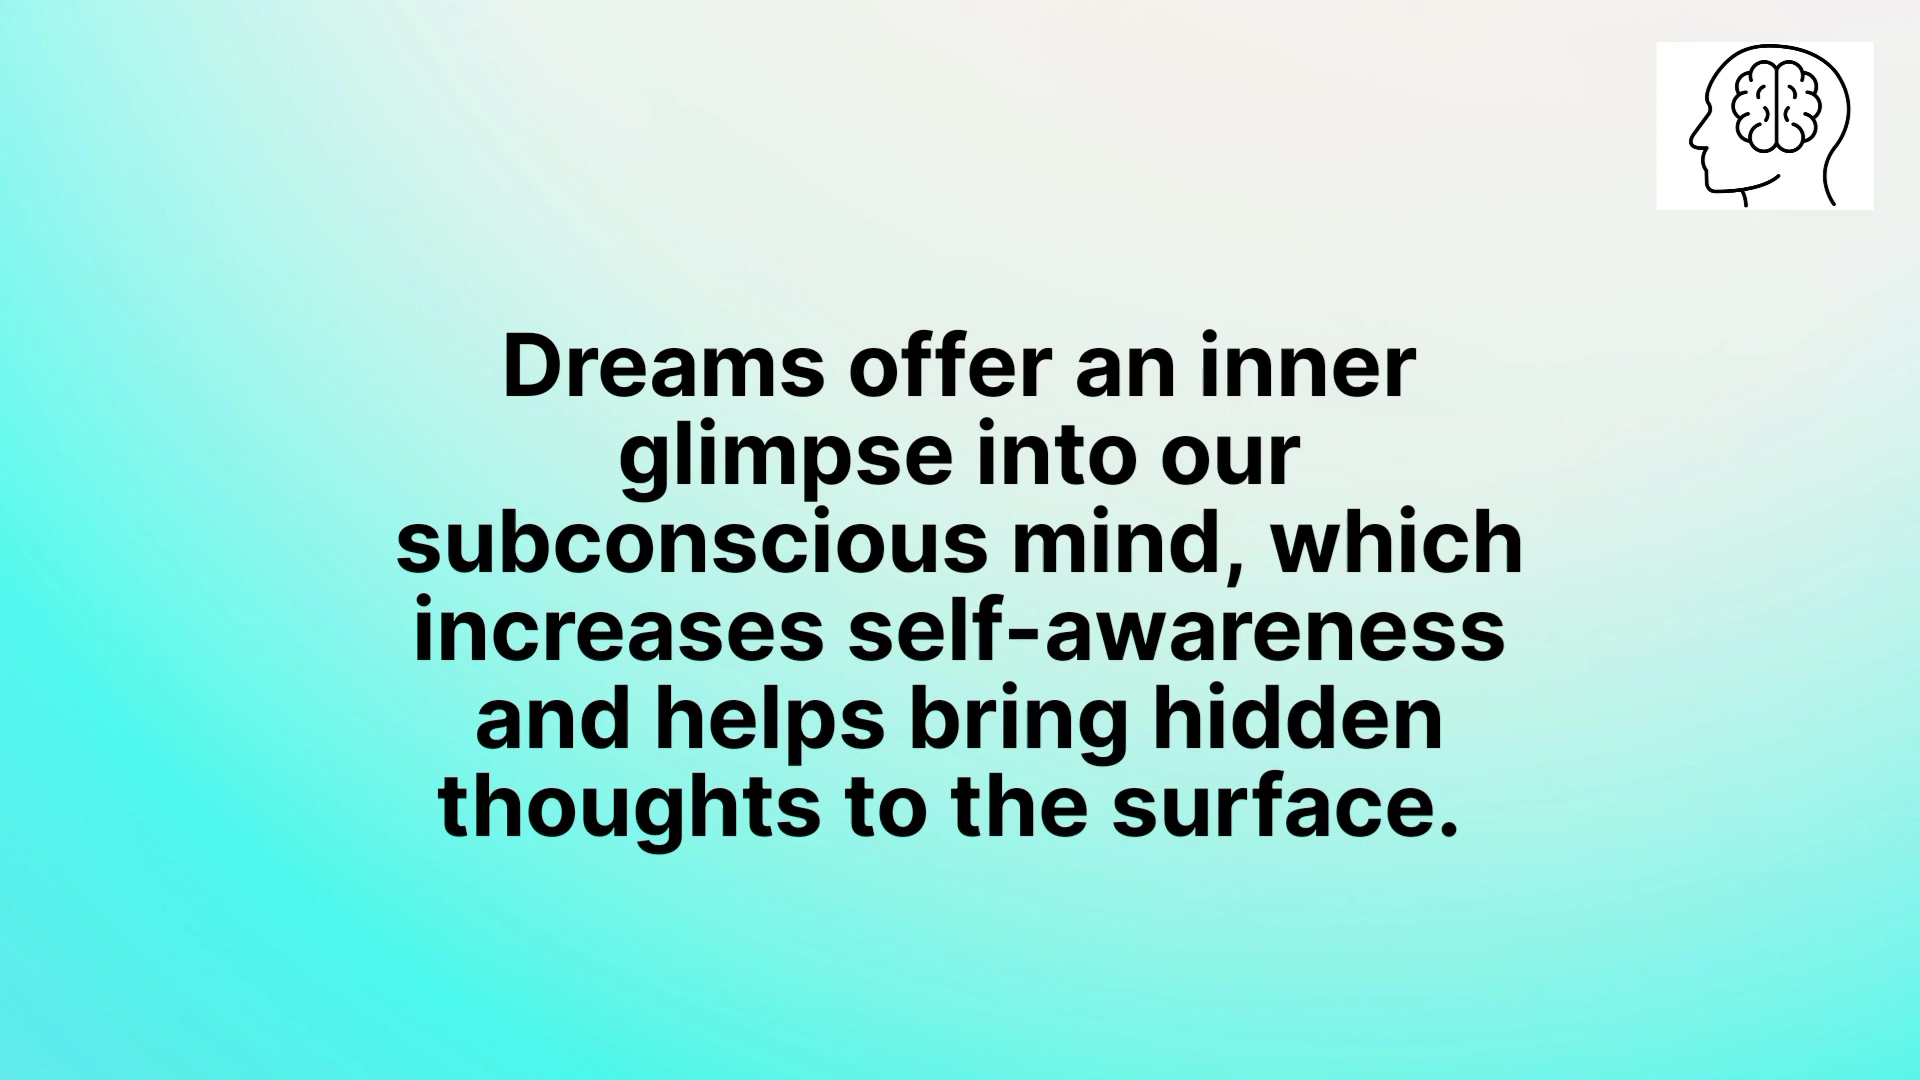 Dreams offer an inner
glimpse into our
subconscious mind, which
increases self-awareness
and helps bring hidden
thoughts to the surface.